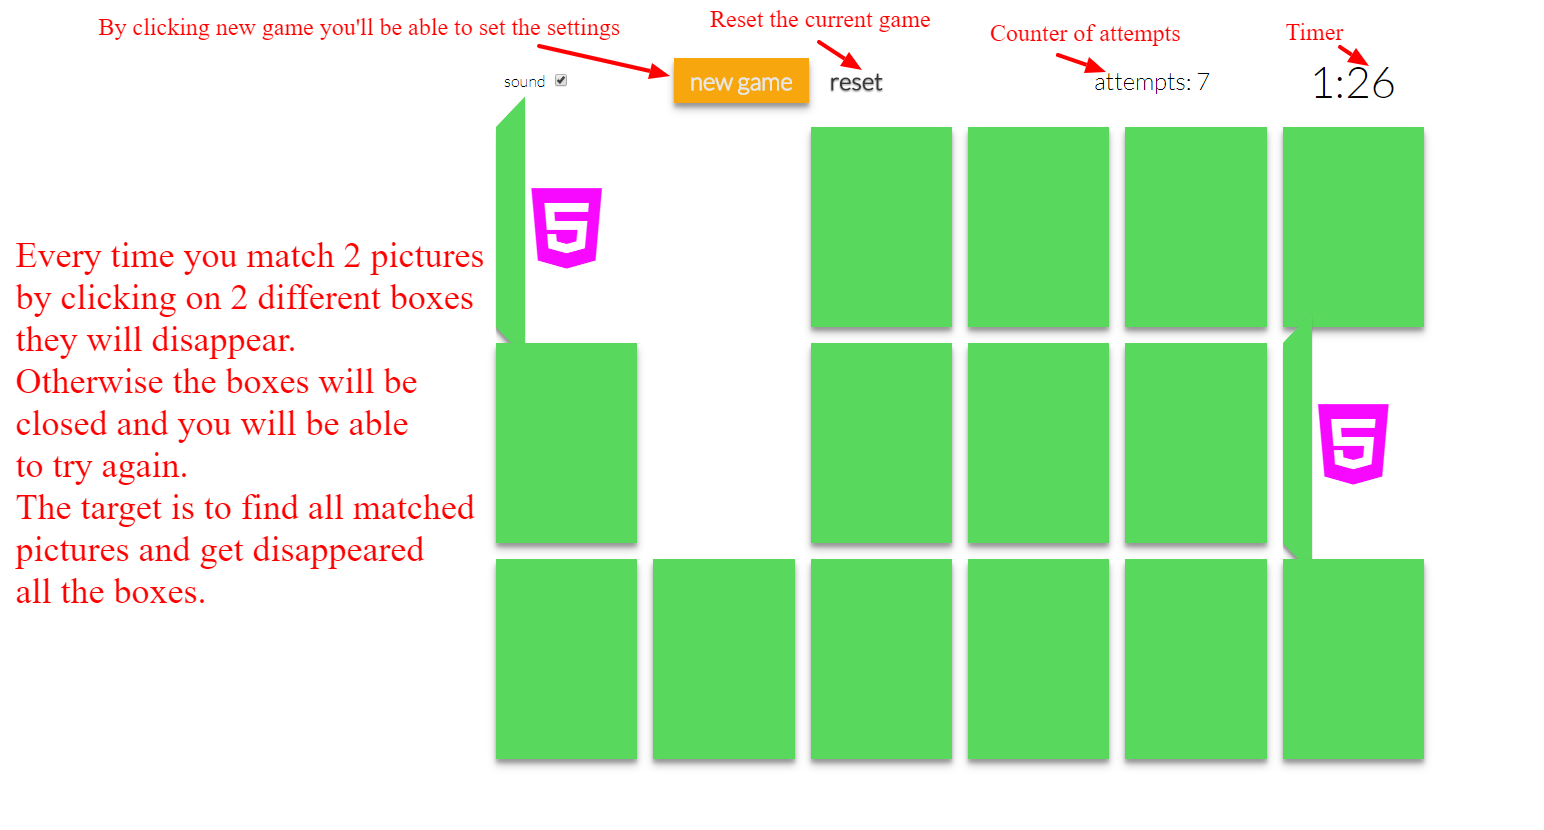 By clicking new game you'll be able to set the settings
Reset the current game
Counter of attempts
Timer
sound
new game
reset
attempts: 7
1:26
Every time you match 2 pictures
by clicking on 2 different boxes
they will disappear.
Otherwise the boxes will be
closed and you will be able
to try again.
The target is to find all matched
pictures and get disappeared
all the boxes.
5
5